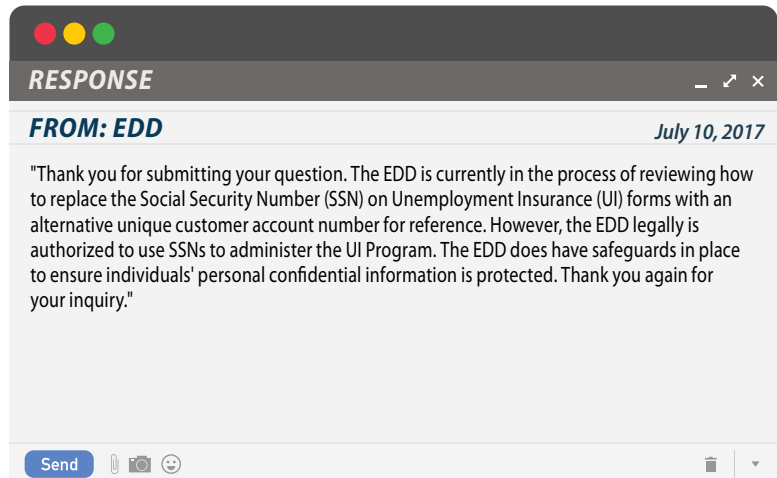 RESPONSE
FROM: EDD
July 10, 2017
"Thank you for submitting your question. The EDD is currently in the process of reviewing how
to replace the Social Security Number (SSN) on Unemployment Insurance (UI) forms with an
alternative unique customer account number for reference. However, the EDD legally is
authorized to use SSNs to administer the UI Program. The EDD does have safeguards in place
to ensure individuals' personal confidential information is protected. Thank you again for
your inquiry."
Send